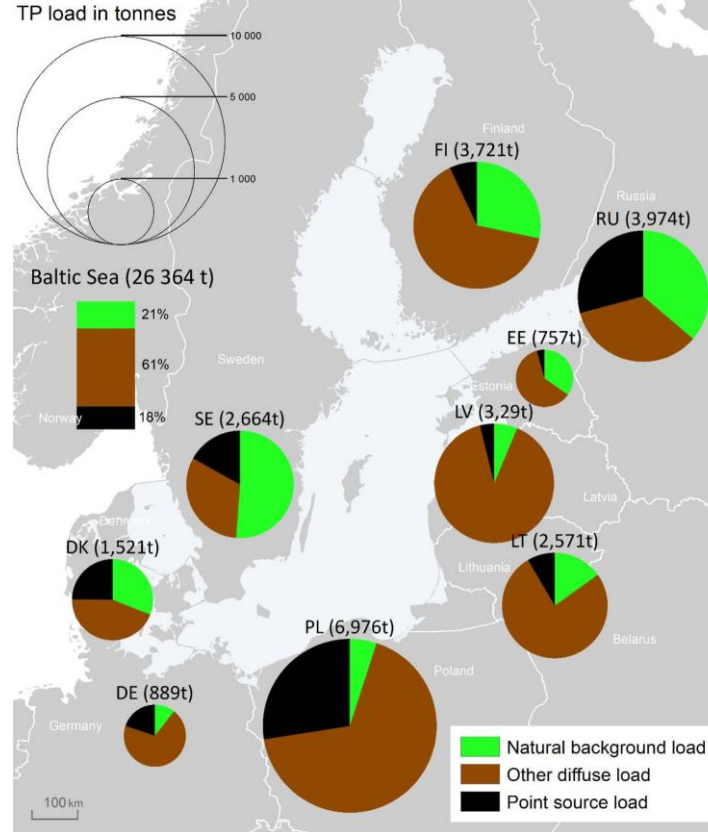 TP load in tonnes
10 000
5 000
1 000
Baltic Sea (26 364 t)
21%
61%
18%
Norway
Sweden
Finland
FI (3,721t)
Russia
RU (3,974t)
EE (757t)
Estonia
LV (3,29t)
Latvia
SE (2,664t)
Denmark
DK (1,521t)
LT (2,571t)
Lithuania
Belarus
PL (6,976t)
Poland
DE (889t)
Germany
Natural background load
Other diffuse load
Point source load
100 km